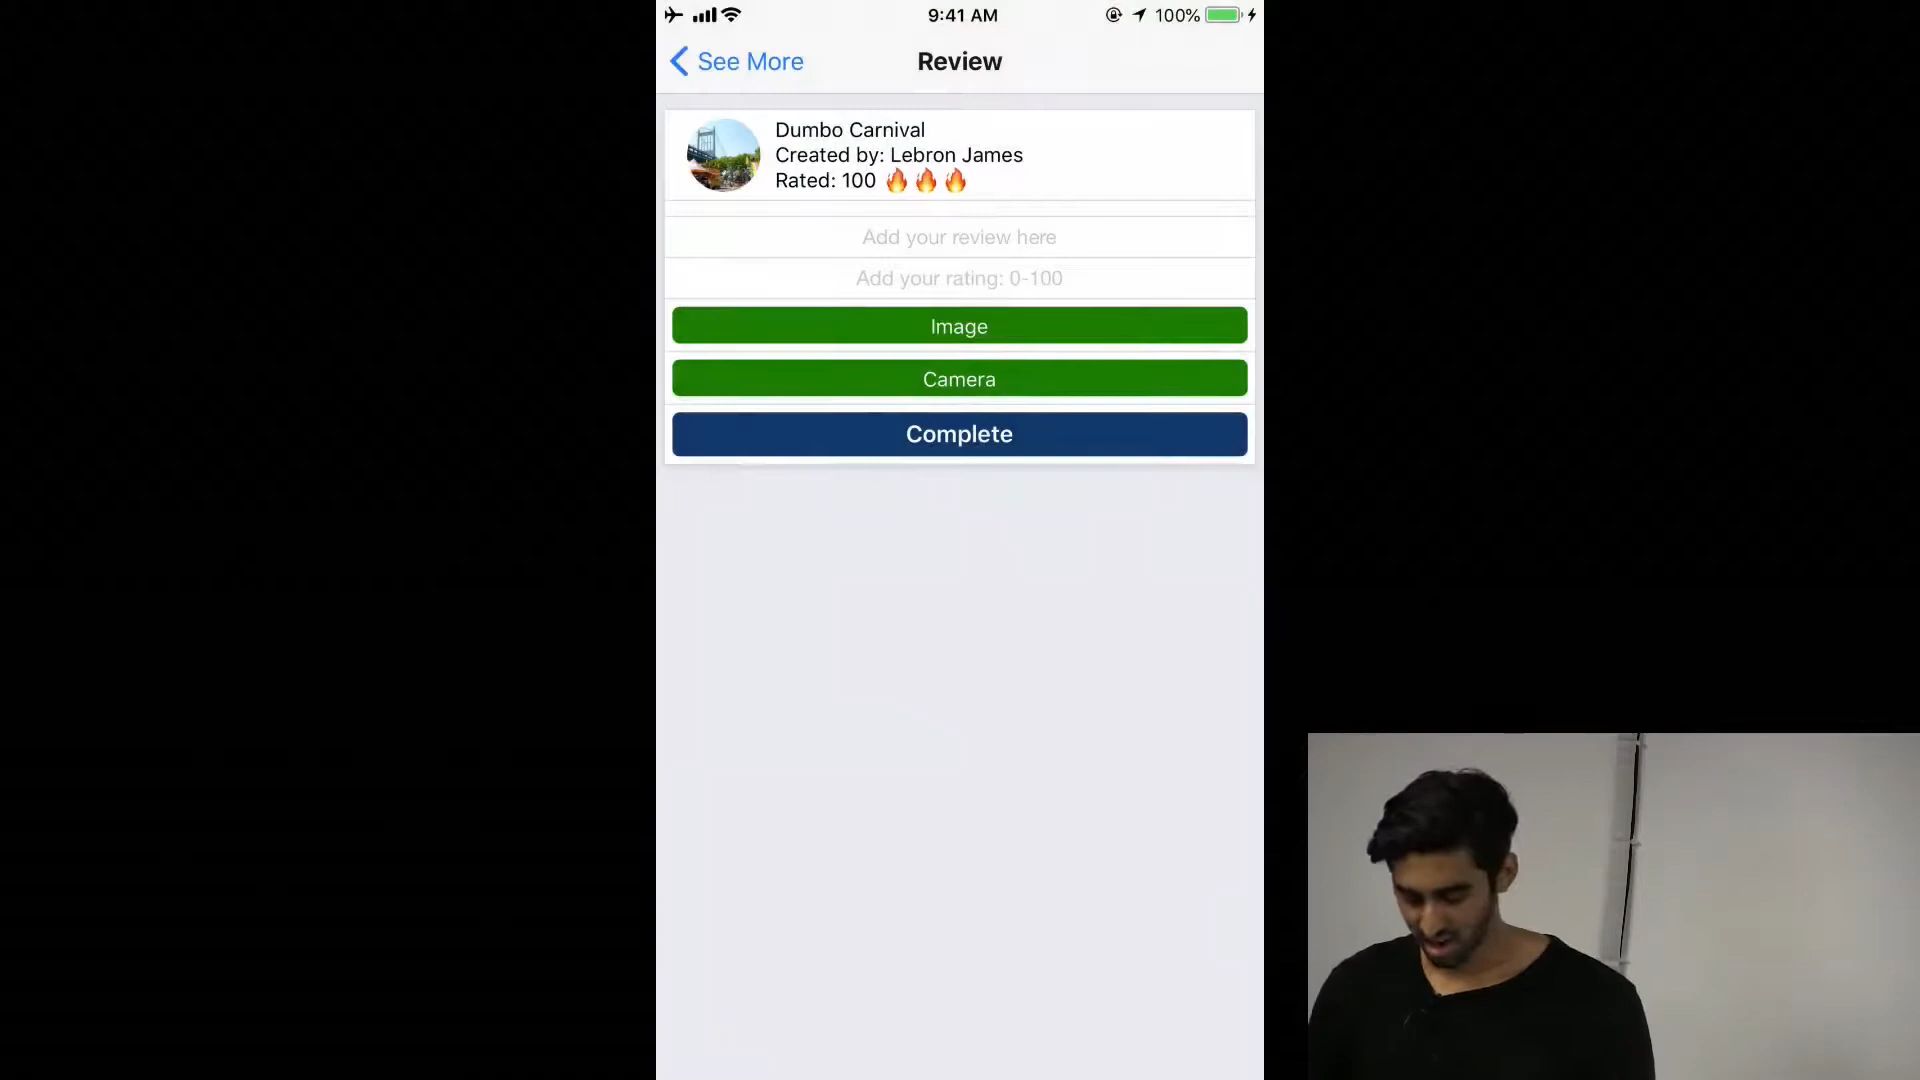 9:41 AM
100%
See More
Review
Dumbo Carnival
Created by: Lebron James
Rated: 100 🔥🔥🔥
Add your review here
Add your rating: 0-100
Image
Camera
Complete